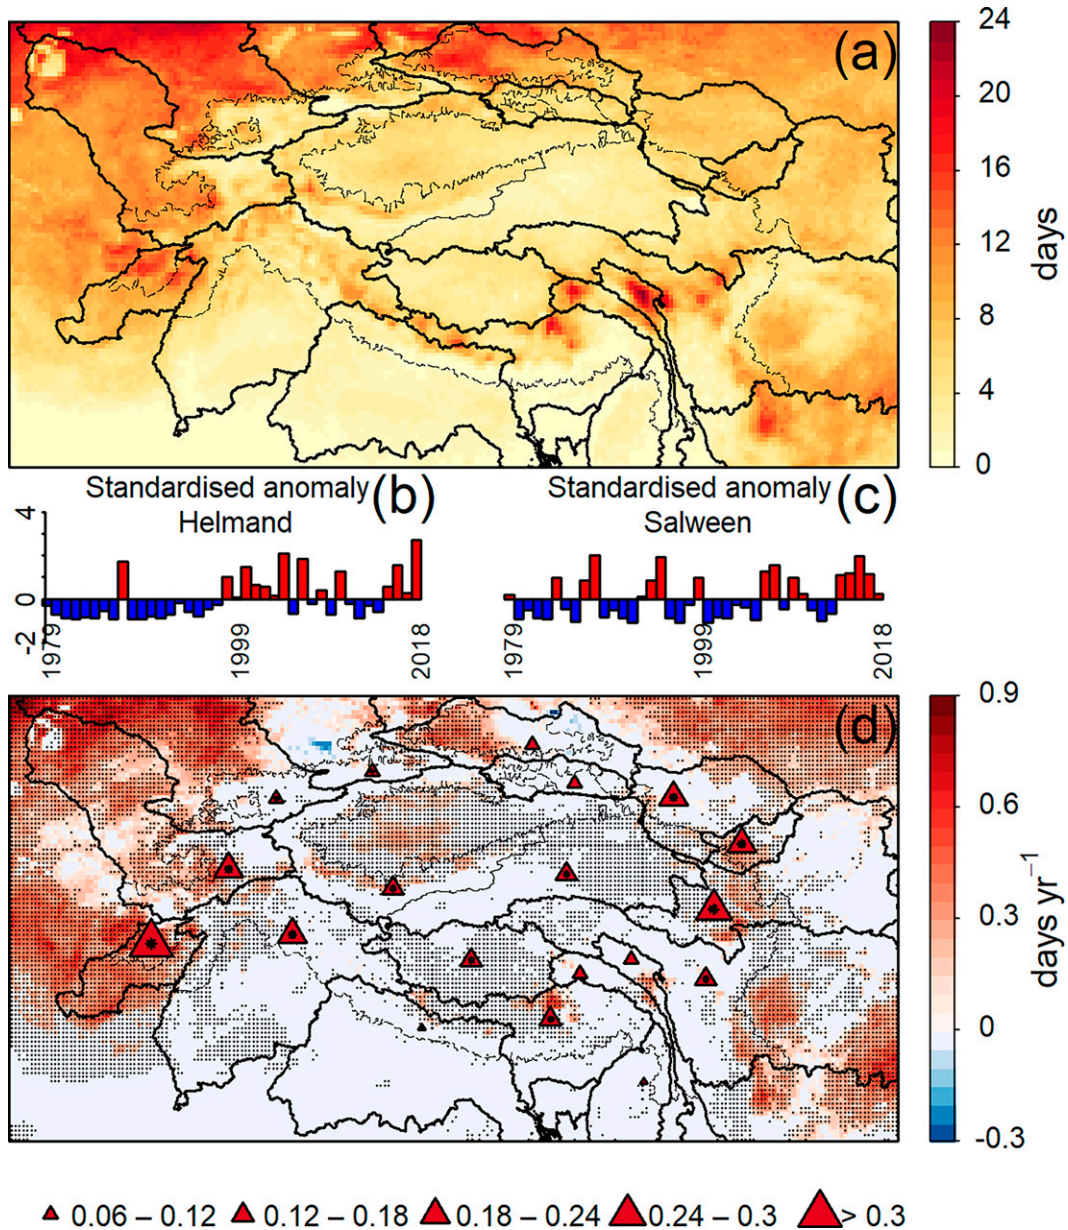 (a)
24
20
16
12
8
4
0
days
Standardised anomaly
Helmand
(b)
4
0
-2
1979
1999
2018
Standardised anomaly
Salween
(c)
1979
1999
2018
(d)
0.9
0.6
0.3
0
-0.3
days yr⁻¹
0.06 – 0.12
0.12 – 0.18
0.18 – 0.24
0.24 – 0.3
> 0.3